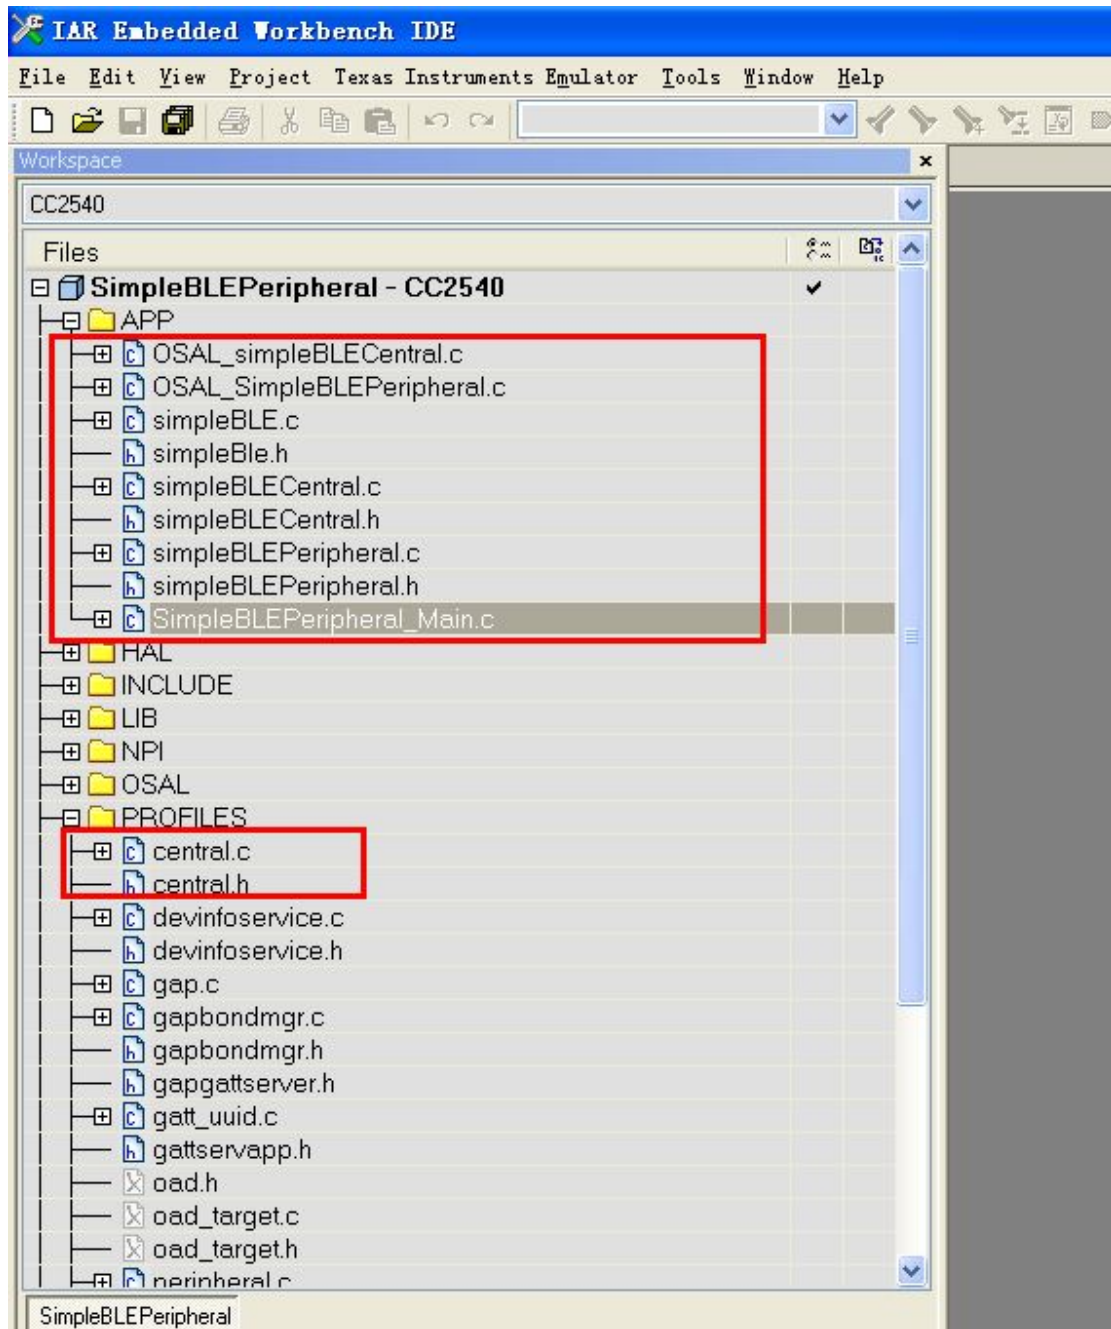 IAR Embedded Workbench IDE
File Edit View Project Texas Instruments Emulator Tools Window Help
Workspace
CC2540
Files
SimpleBLEPeripheral - CC2540
APP
OSAL_simpleBLECentral.c
OSAL_SimpleBLEPeripheral.c
simpleBLE.c
simpleBle.h
simpleBLECentral.c
simpleBLECentral.h
simpleBLEPeripheral.c
simpleBLEPeripheral.h
SimpleBLEPeripheral_Main.c
HAL
INCLUDE
LIB
NPI
OSAL
PROFILES
central.c
central.h
devinfoservice.c
devinfoservice.h
gap.c
gapbondmgr.c
gapbondmgr.h
gapgattserver.h
gatt_uuid.c
gattservapp.h
oad.h
oad_target.c
oad_target.h
peripheral.c
SimpleBLEPeripheral